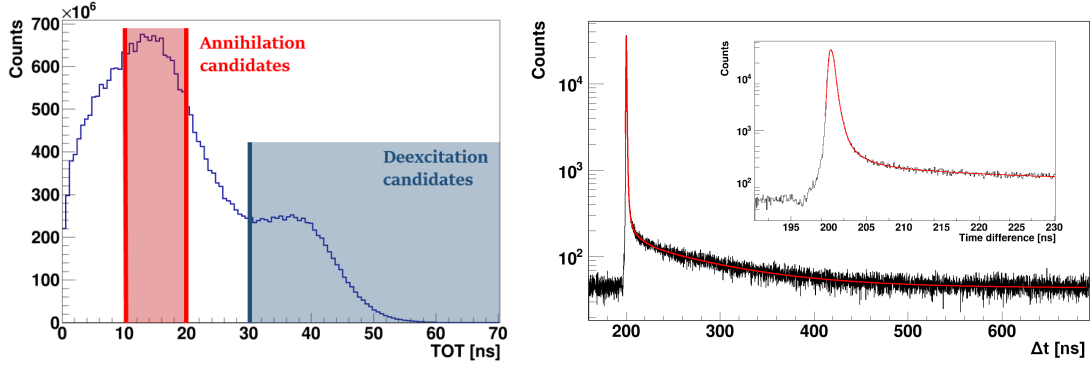 ×10⁶
700
600
500
400
300
200
100
0
Counts
Annihilation
candidates
Deexcitation
candidates
0 10 20 30 40 50 60 70
TOT [ns]
Counts
10⁴
10³
10²
200 300 400 500 600
Δt [ns]
Counts
10⁴
10³
10²
195 200 205 210 215 220 225 230
Time difference [ns]